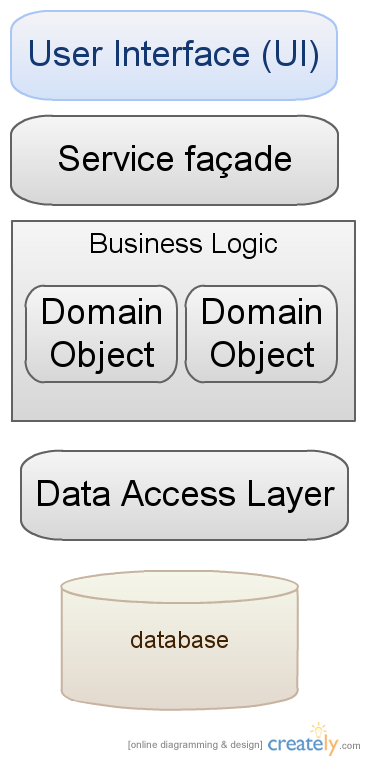 User Interface (UI)
Service façade
Business Logic
Domain Object
Domain Object
Data Access Layer
database
[online diagramming & design] creately.com